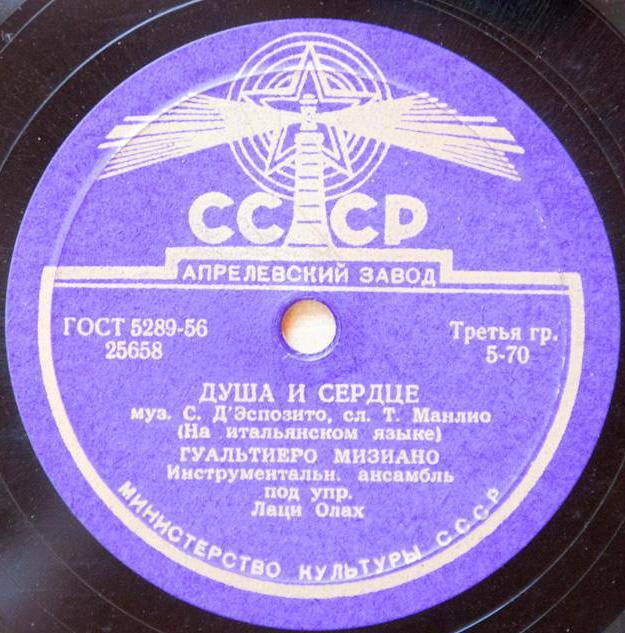 СССР
АПРЕЛЕВСКИЙ ЗАВОД
ГОСТ 5289-56
25658
Третья гр.
5-70
ДУША И СЕРДЦЕ
муз. С. Д'Эспозито, сл. Т. Манлио
(На итальянском языке)
ГУАЛЬТИЕРО МИЗИАНО
Инструментальн. ансамбль
под упр.
Лаци Олах
МИНИСТЕРСТВО КУЛЬТУРЫ СССР